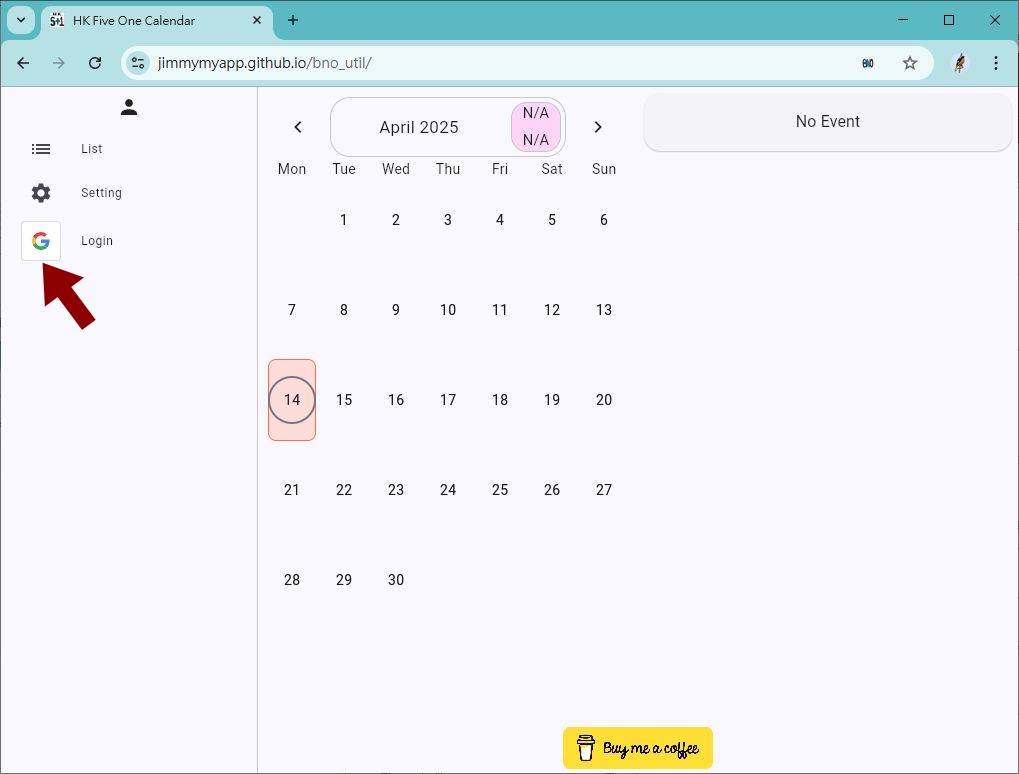 HK Five One Calendar
jimmymyapp.github.io/bno_util/
BNO
List
Setting
Login
April 2025
N/A
N/A
Mon Tue Wed Thu Fri Sat Sun
1 2 3 4 5 6
7 8 9 10 11 12 13
14 15 16 17 18 19 20
21 22 23 24 25 26 27
28 29 30
No Event
Buy me a coffee